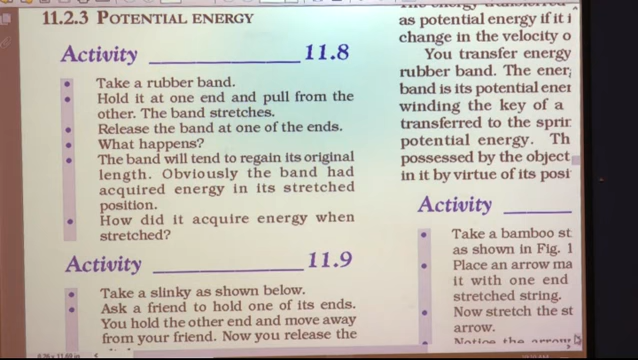 11.2.3 POTENTIAL ENERGY
Activity ______________ 11.8
• Take a rubber band.
• Hold it at one end and pull from the
other. The band stretches.
• Release the band at one of the ends.
• What happens?
• The band will tend to regain its original
length. Obviously the band had
acquired energy in its stretched
position.
• How did it acquire energy when
stretched?
Activity ______________ 11.9
• Take a slinky as shown below.
• Ask a friend to hold one of its ends.
You hold the other end and move away
from your friend. Now you release the
as potential energy if it i
change in the velocity o
You transfer energy
rubber band. The ener
band is its potential ene
winding the key of a
transferred to the sprin
potential energy. Th
possessed by the object
in it by virtue of its posi
Activity ______
• Take a bamboo st
as shown in Fig. 1
• Place an arrow ma
it with one end
stretched string.
• Now stretch the st
arrow.
• Notice the arrow